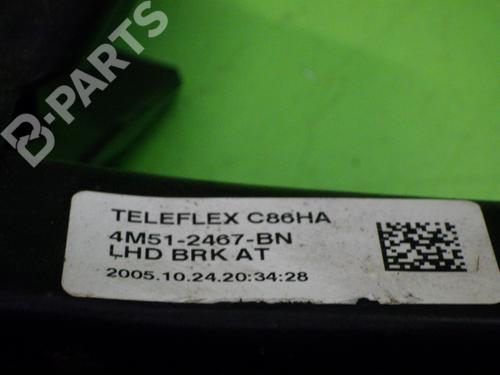 B-PARTS
TELEFLEX C86HA
4M51-2467-BN
LHD BRK AT
2005.10.24.20:34:28